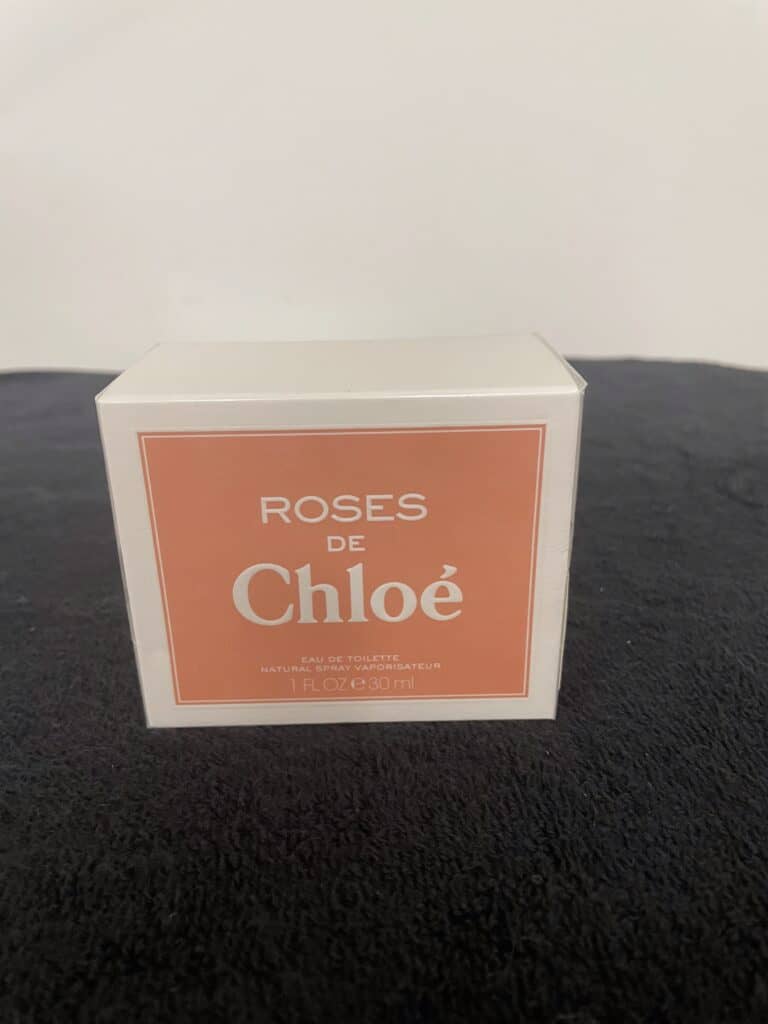 ROSES
DE
Chloé
EAU DE TOILETTE
NATURAL SPRAY VAPORISATEUR
1 FL OZ ℮ 30 ml